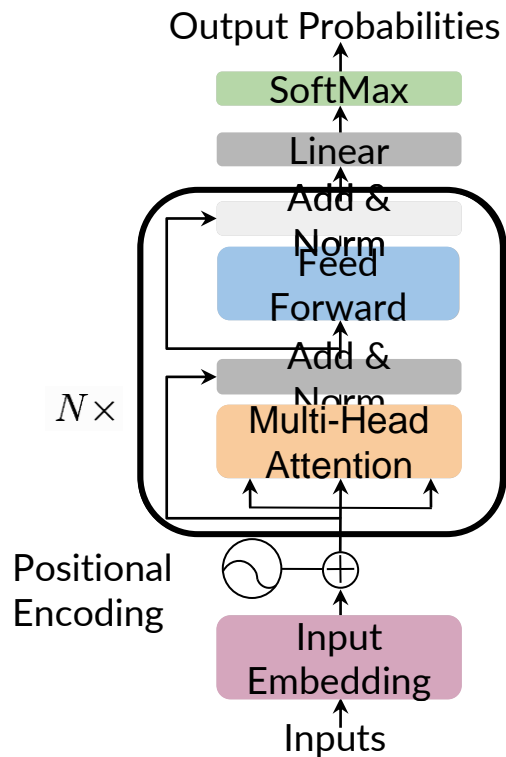 Output Probabilities
SoftMax
Linear
Add &
Norm
Feed
Forward
Add &
Norm
N×
Multi-Head
Attention
Positional
Encoding
Input
Embedding
Inputs